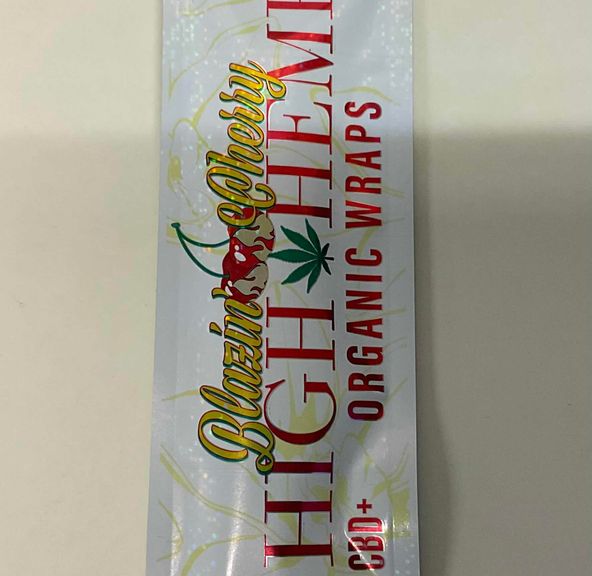 Blazin' Cherry
HIGH HEMP
CBD+ ORGANIC WRAPS